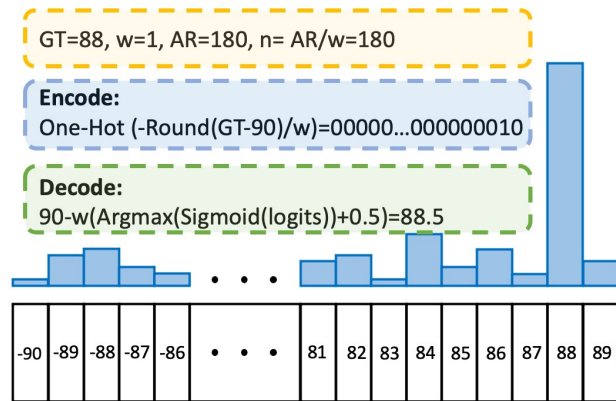 GT=88, w=1, AR=180, n= AR/w=180
Encode:
One-Hot (-Round(GT-90)/w)=00000...000000010
Decode:
90-w(Argmax(Sigmoid(logits))+0.5)=88.5
-90 -89 -88 -87 -86 • • • 81 82 83 84 85 86 87 88 89